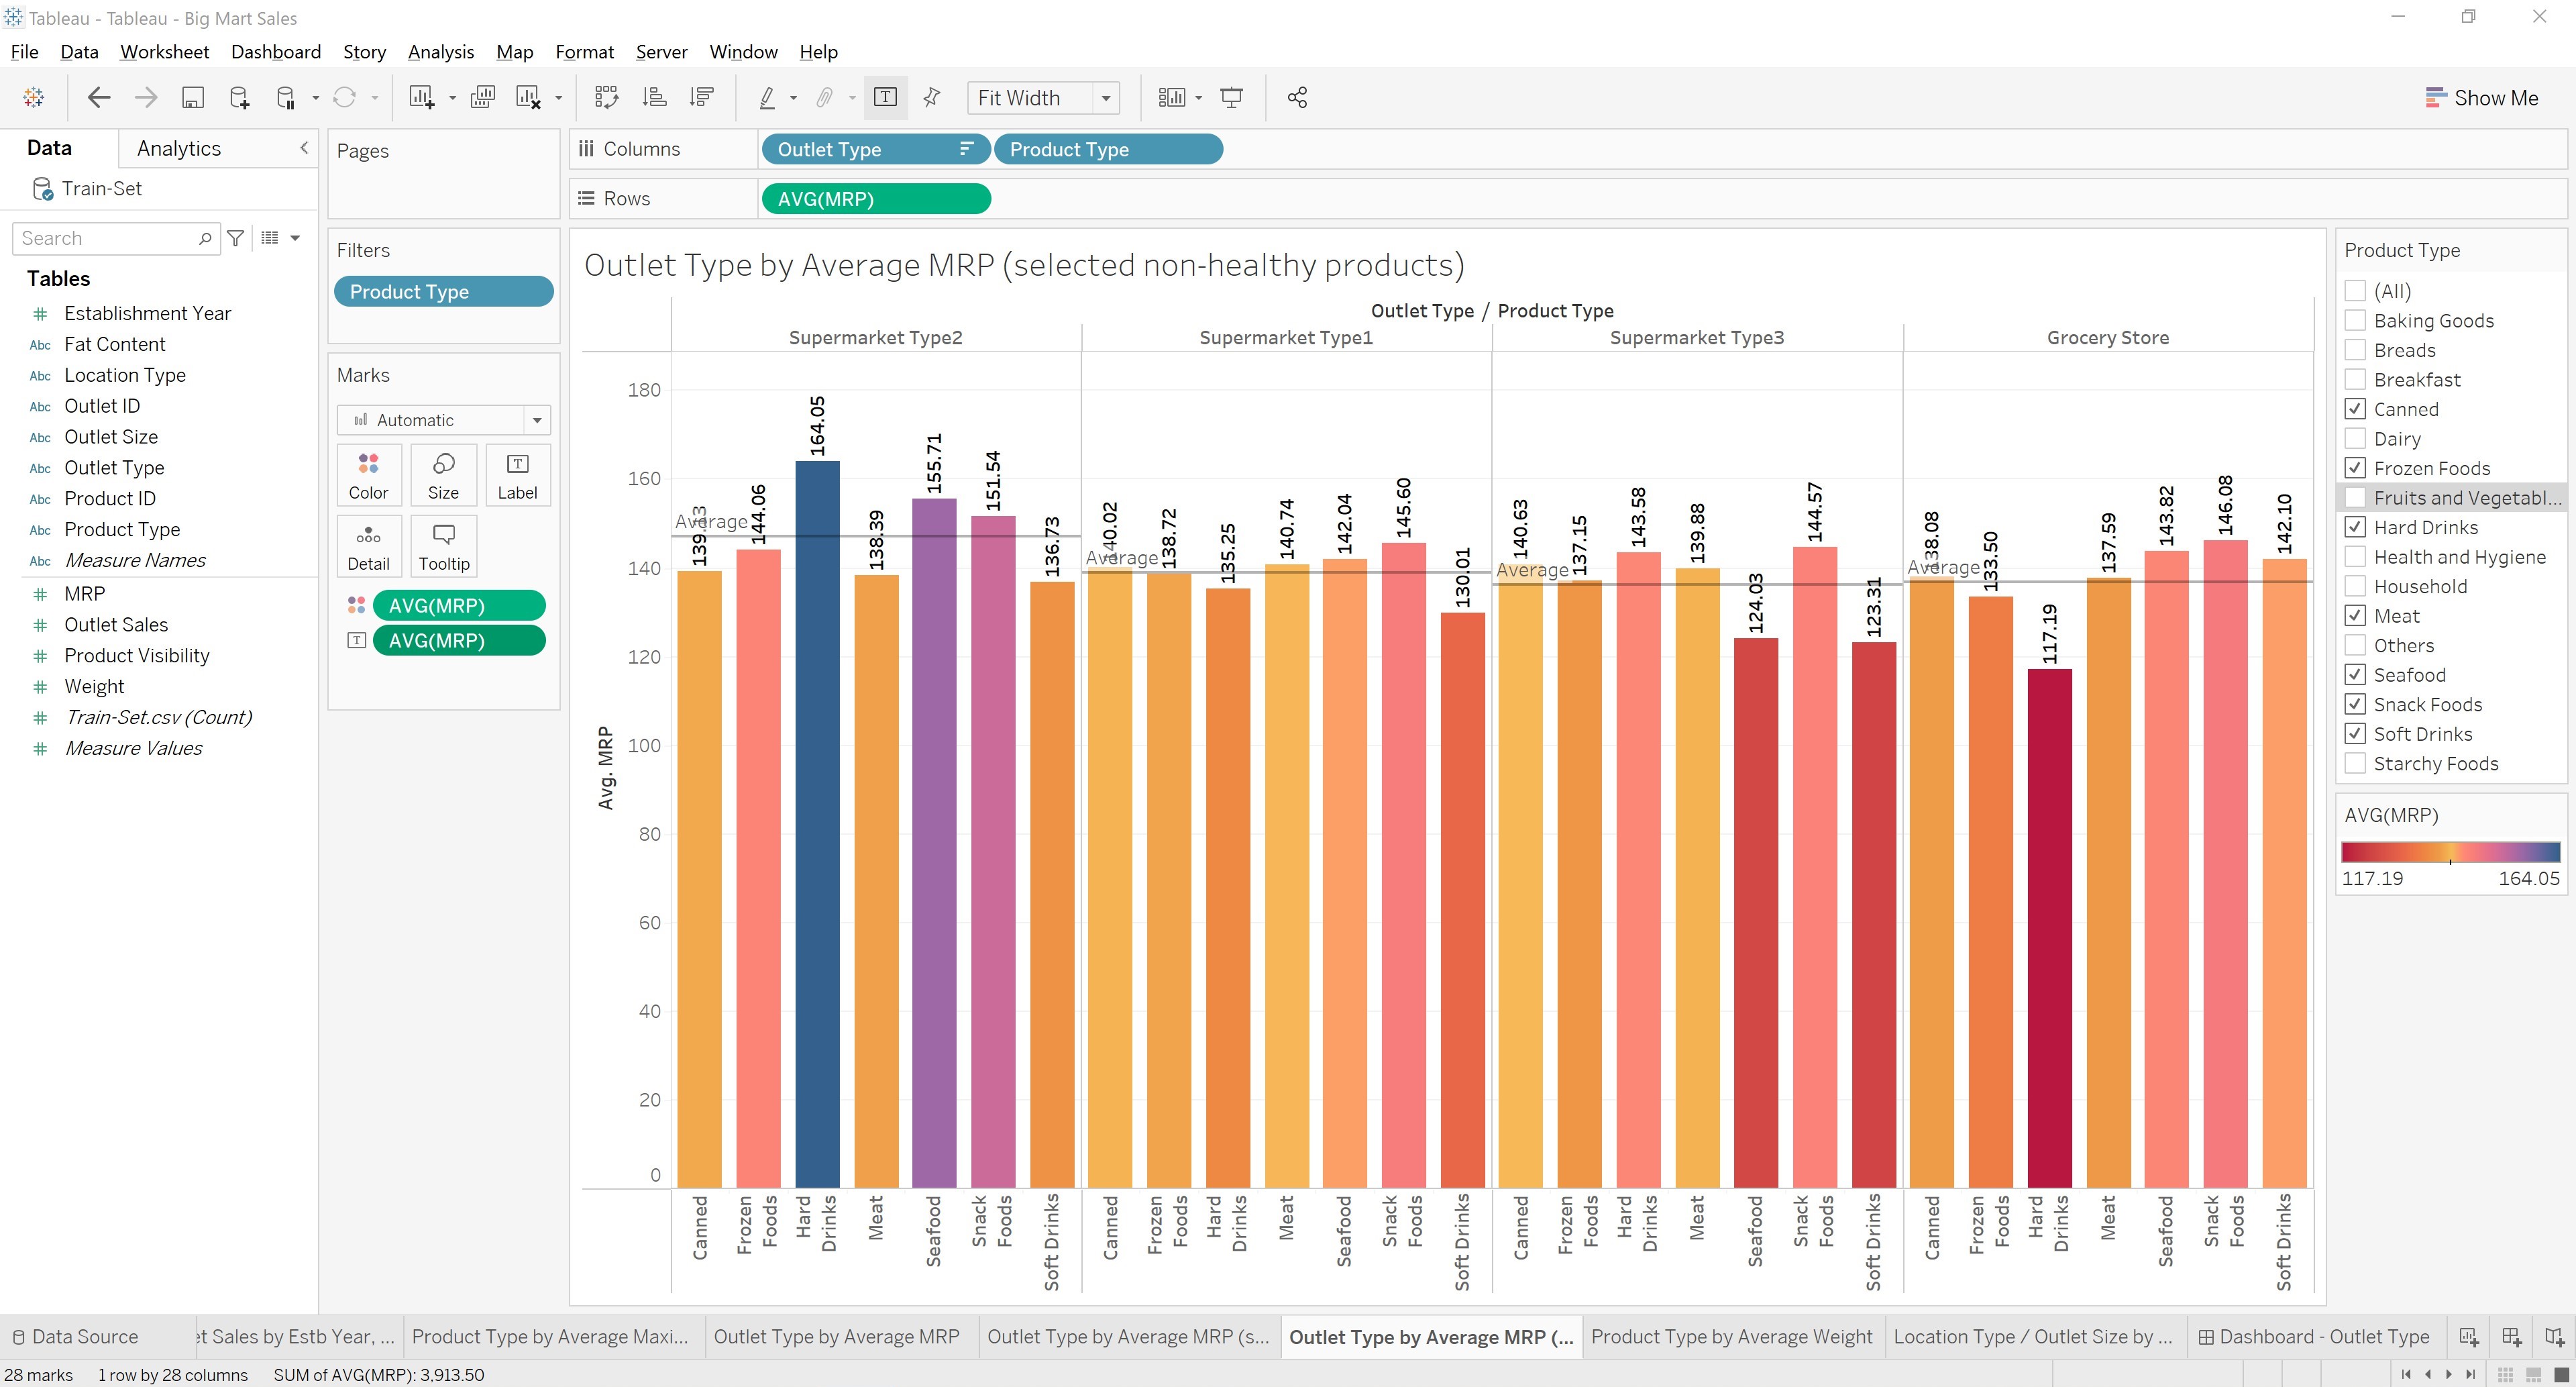 Tableau - Tableau - Big Mart Sales
File Data Worksheet Dashboard Story Analysis Map Format Server Window Help
Fit Width
Show Me
Data Analytics
Train-Set
Search
Tables
Establishment Year
Abc Fat Content
Abc Location Type
Abc Outlet ID
Abc Outlet Size
Abc Outlet Type
Abc Product ID
Abc Product Type
Abc Measure Names
MRP
Outlet Sales
Product Visibility
Weight
Train-Set.csv (Count)
Measure Values
Pages
Filters
Product Type
Marks
Automatic
Color Size Label
Detail Tooltip
AVG(MRP)
AVG(MRP)
Columns Outlet Type Product Type
Rows AVG(MRP)
Outlet Type by Average MRP (selected non-healthy products)
Outlet Type / Product Type
Supermarket Type2 Supermarket Type1 Supermarket Type3 Grocery Store
Avg. MRP
180
160
140
120
100
80
60
40
20
0
Average Average Average Average
144.06 164.05 138.39 155.71 151.54 136.73
140.02 138.72 135.25 140.74 142.04 145.60 130.01
140.63 137.15 143.58 139.88 124.03 144.57 123.31
138.08 133.50 117.19 137.59 143.82 146.08 142.10
Canned Frozen Foods Hard Drinks Meat Seafood Snack Foods Soft Drinks
Canned Frozen Foods Hard Drinks Meat Seafood Snack Foods Soft Drinks
Canned Frozen Foods Hard Drinks Meat Seafood Snack Foods Soft Drinks
Canned Frozen Foods Hard Drinks Meat Seafood Snack Foods Soft Drinks
Product Type
(All)
Baking Goods
Breads
Breakfast
Canned
Dairy
Frozen Foods
Fruits and Vegetabl...
Hard Drinks
Health and Hygiene
Household
Meat
Others
Seafood
Snack Foods
Soft Drinks
Starchy Foods
AVG(MRP)
117.19 164.05
Data Source et Sales by Estb Year, ... Product Type by Average Maxi... Outlet Type by Average MRP Outlet Type by Average MRP (s... Outlet Type by Average MRP (... Product Type by Average Weight Location Type / Outlet Size by ... Dashboard - Outlet Type
28 marks 1 row by 28 columns SUM of AVG(MRP): 3,913.50